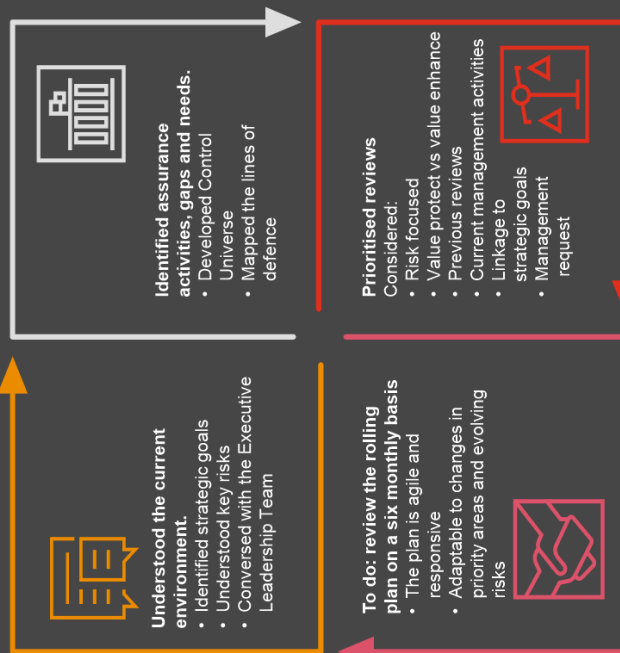 Understood the current
environment.
• Identified strategic goals
• Understood key risks
• Conversed with the Executive
Leadership Team
Identified assurance
activities, gaps and needs.
• Developed Control
Universe
• Mapped the lines of
defence
Prioritised reviews
Considered:
• Risk focused
• Value protect vs value enhance
• Previous reviews
• Current management activities
• Linkage to
strategic goals
• Management
request
To do: review the rolling
plan on a six monthly basis
• The plan is agile and
responsive
• Adaptable to changes in
priority areas and evolving
risks